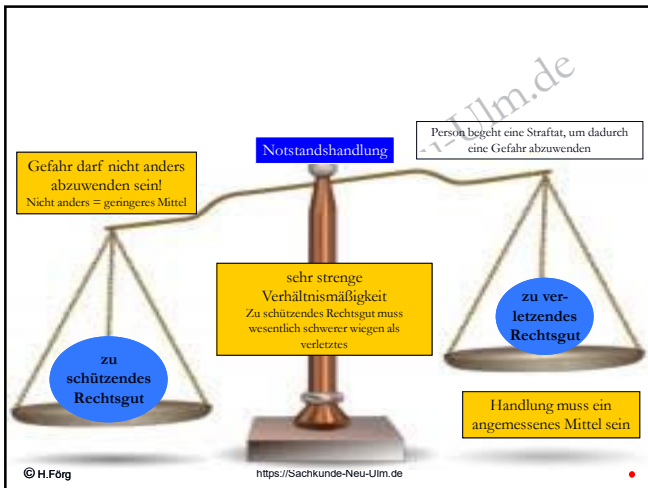 u-Ulm.de
Notstandshandlung
Person begeht eine Straftat, um dadurch
eine Gefahr abzuwenden
Gefahr darf nicht anders
abzuwenden sein!
Nicht anders = geringeres Mittel
sehr strenge
Verhältnismäßigkeit
Zu schützendes Rechtsgut muss
wesentlich schwerer wiegen als
verletztes
zu ver-
letzendes
Rechtsgut
zu
schützendes
Rechtsgut
Handlung muss ein
angemessenes Mittel sein
© H.Förg
https://Sachkunde-Neu-Ulm.de